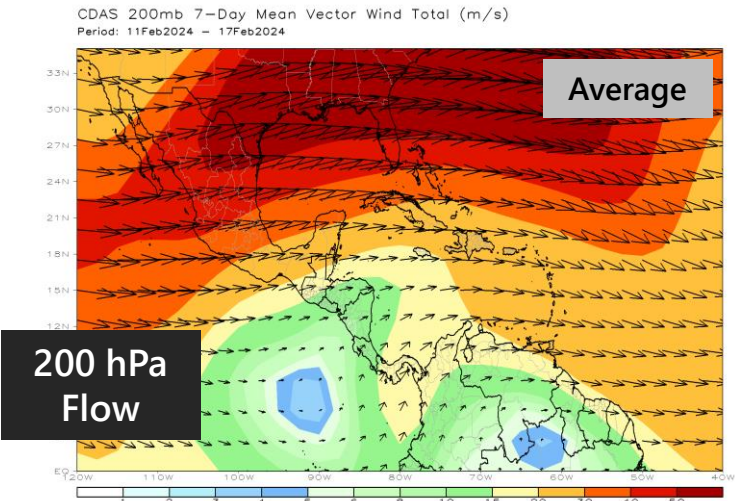 CDAS 200mb 7-Day Mean Vector Wind Total (m/s)
Period: 11Feb2024 - 17Feb2024
Average
33N
30N
27N
24N
21N
18N
15N
12N
200 hPa
Flow
EQ
120W 110W 100W 90W 80W 70W 60W 50W 40W